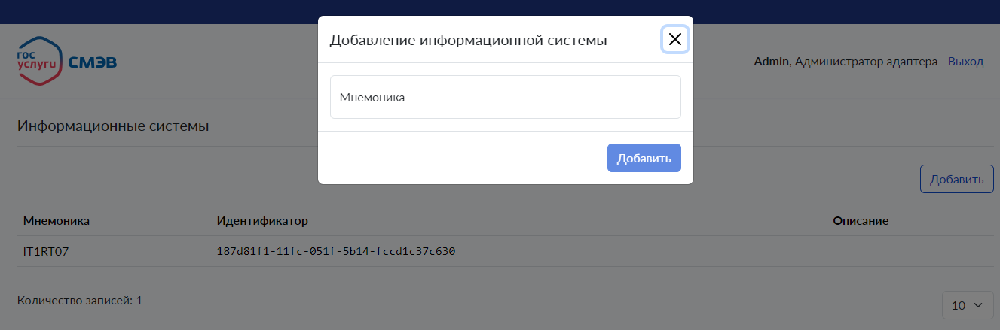 Добавление информационной системы
гос
услуги
СМЭВ
Admin, Администратор адаптера Выход
Мнемоника
Информационные системы
Добавить
Добавить
Мнемоника Идентификатор Описание
IT1RT07 187d81f1-11fc-051f-5b14-fccd1c37c630
Количество записей: 1
10